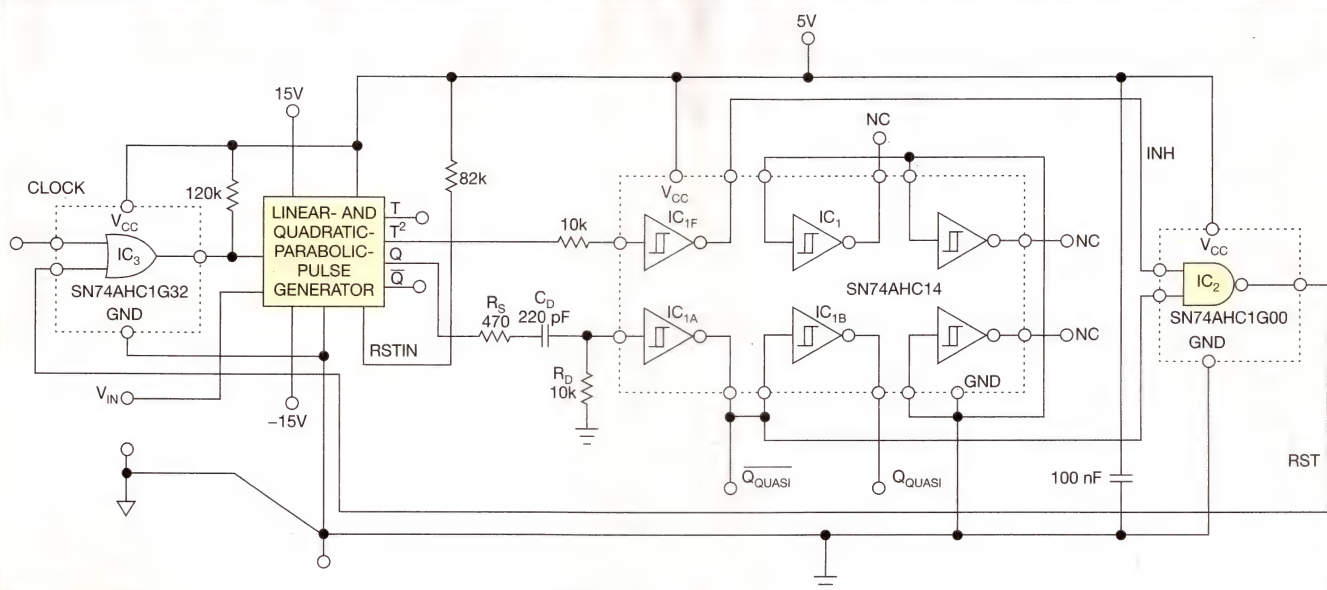 5V
15V
NC
INH
CLOCK
120k
82k
V_CC
V_CC
V_CC
LINEAR- AND
QUADRATIC-
PARABOLIC-
PULSE
GENERATOR
T
T²
Q
Q̅
10k
IC_1F
IC_1
NC
IC_3
IC_2
SN74AHC1G32
SN74AHC14
SN74AHC1G00
GND
R_S
470
C_D
220 pF
IC_1A
IC_1B
NC
GND
RSTIN
R_D
10k
GND
V_IN
–15V
Q̅_QUASI
Q_QUASI
100 nF
RST